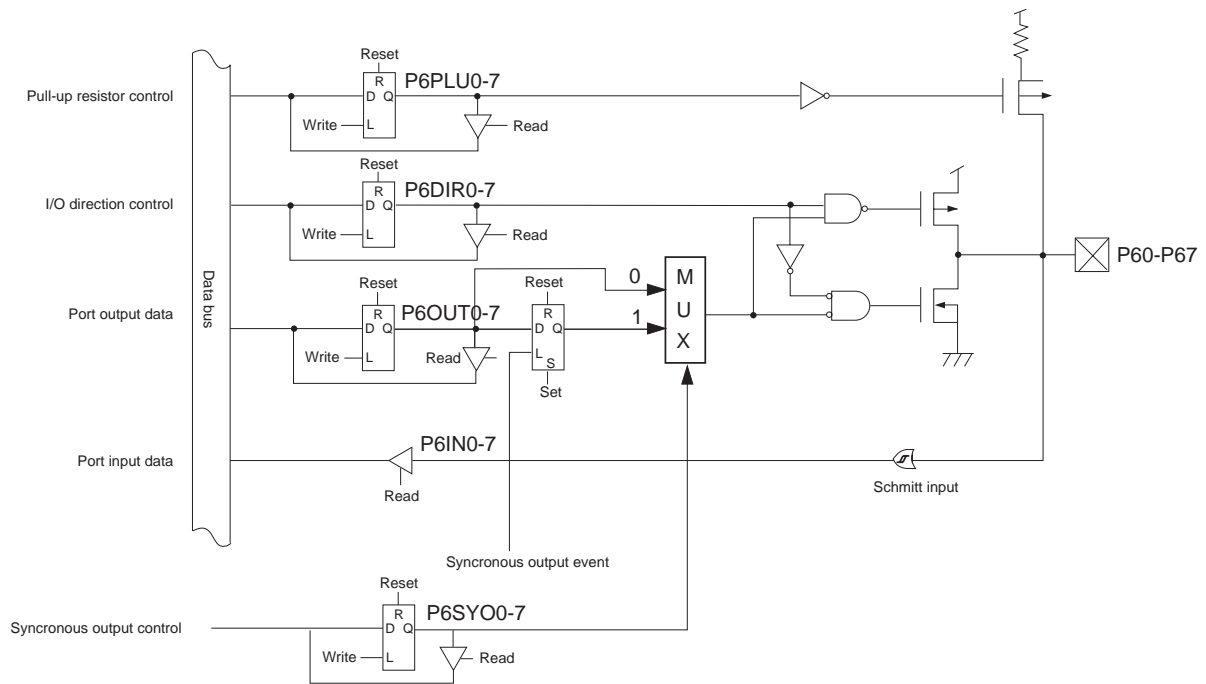 Reset
Pull-up resistor control
R
D Q
P6PLU0-7
Write
L
Read
Reset
I/O direction control
R
D Q
P6DIR0-7
Write
L
Read
Data bus
Port output data
Reset
R
D Q
P6OUT0-7
Write
L
Read
Reset
R
D Q
L
S
Set
0
1
M
U
X
P60-P67
Port input data
P6IN0-7
Read
Schmitt input
Syncronous output event
Syncronous output control
Reset
R
D Q
P6SYO0-7
Write
L
Read